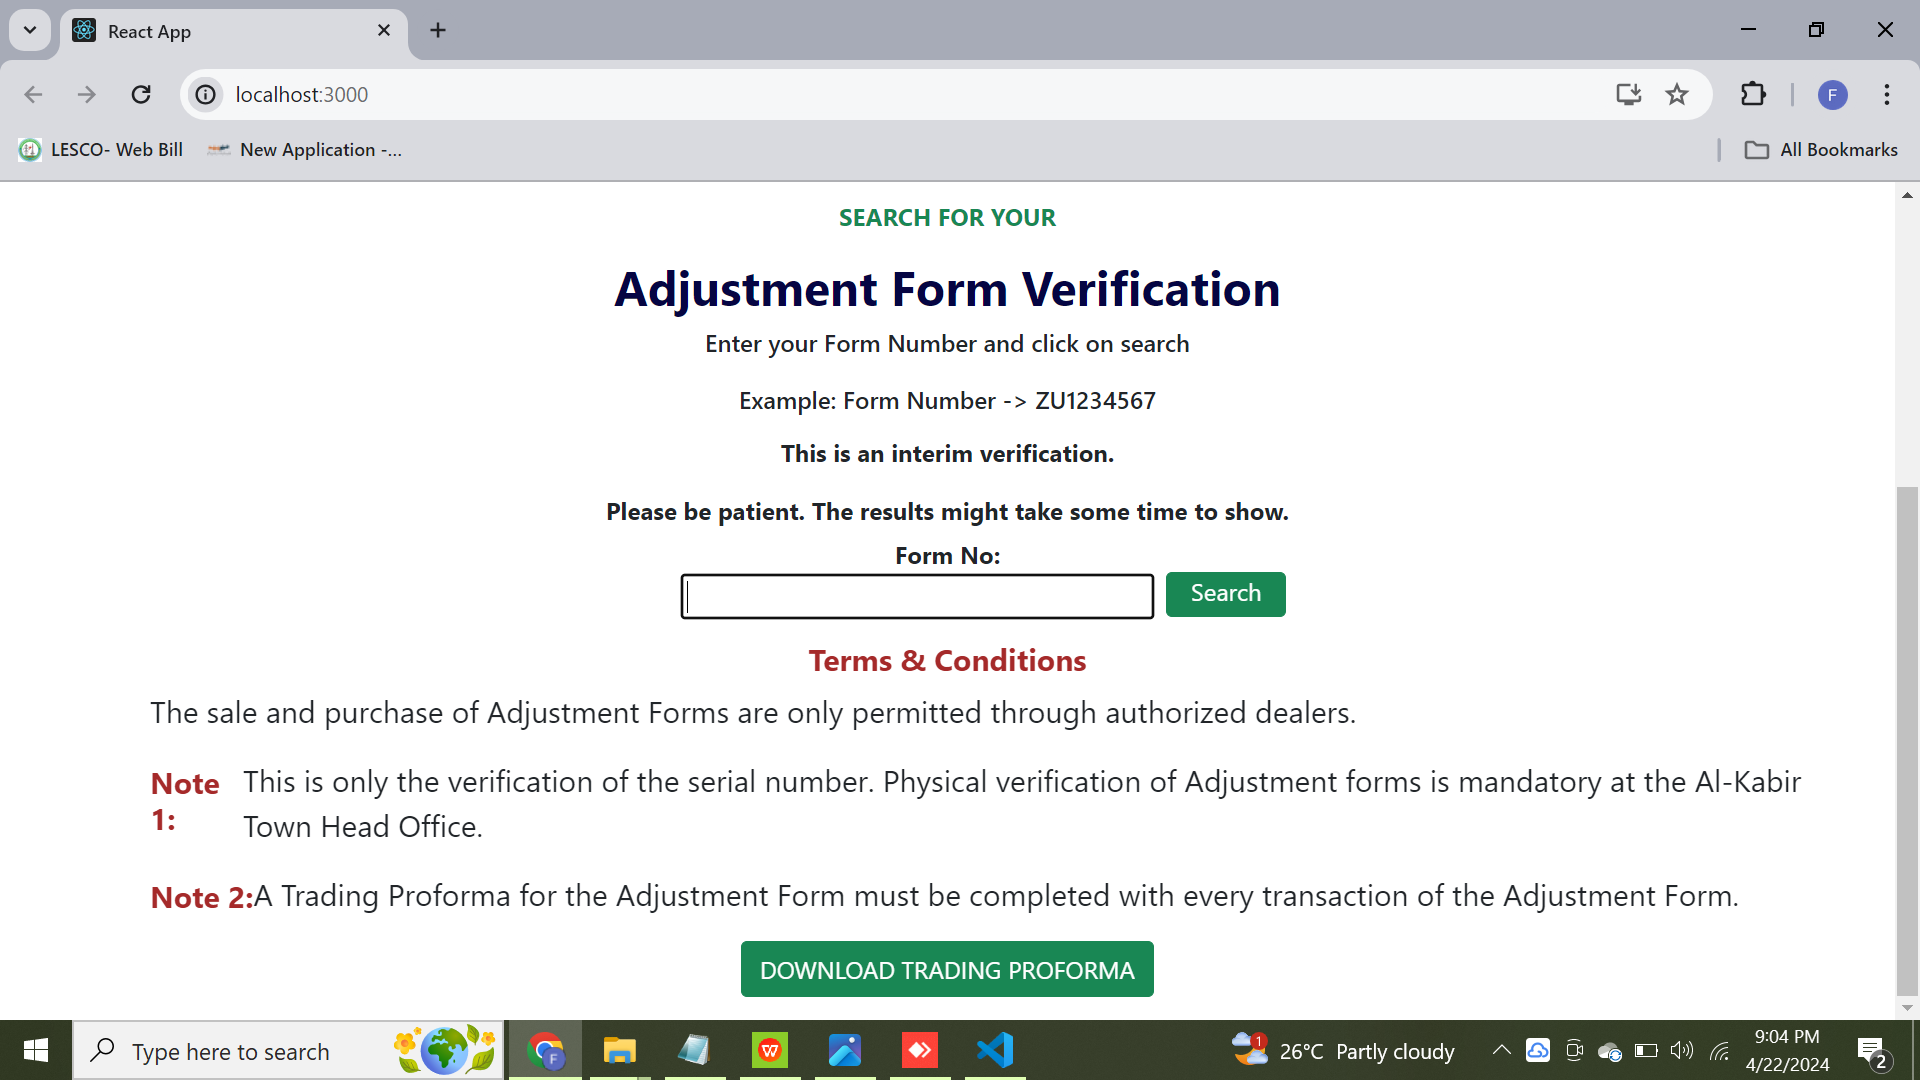 React App
localhost:3000
F
LESCO- Web Bill
New Application -...
All Bookmarks
SEARCH FOR YOUR
Adjustment Form Verification
Enter your Form Number and click on search
Example: Form Number -> ZU1234567
This is an interim verification.
Please be patient. The results might take some time to show.
Form No:
Search
Terms & Conditions
The sale and purchase of Adjustment Forms are only permitted through authorized dealers.
Note 1: This is only the verification of the serial number. Physical verification of Adjustment forms is mandatory at the Al-Kabir
Town Head Office.
Note 2:A Trading Proforma for the Adjustment Form must be completed with every transaction of the Adjustment Form.
DOWNLOAD TRADING PROFORMA
Type here to search
F
W
1
26°C Partly cloudy
9:04 PM
4/22/2024
2